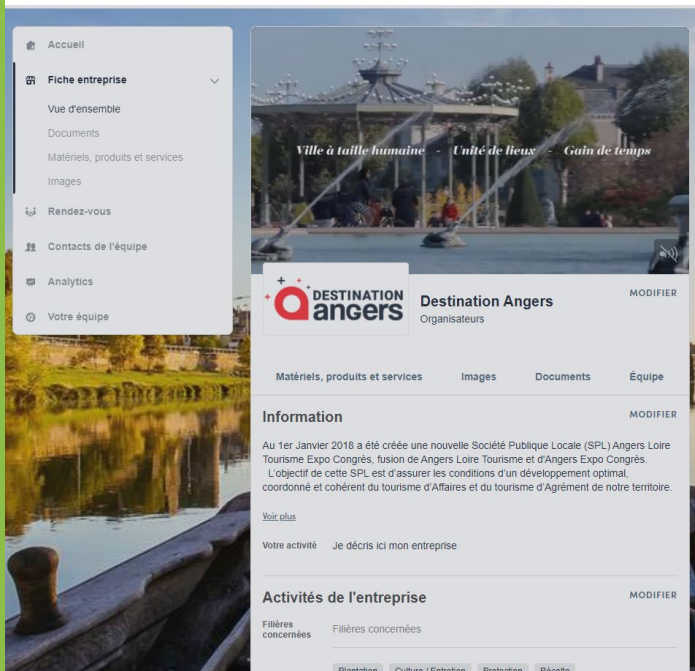 Accueil
Fiche entreprise
Vue d'ensemble
Documents
Matériels, produits et services
Images
Rendez-vous
Contacts de l'équipe
Analytics
Votre équipe
Ville à taille humaine - Unité de lieux - Gain de temps
DESTINATION
angers
Destination Angers
Organisateurs
MODIFIER
Matériels, produits et services Images Documents Équipe
Information
MODIFIER
Au 1er Janvier 2018 a été créée une nouvelle Société Publique Locale (SPL) Angers Loire
Tourisme Expo Congrès, fusion de Angers Loire Tourisme et d'Angers Expo Congrès.
L'objectif de cette SPL est d'assurer les conditions d'un développement optimal,
coordonné et cohérent du tourisme d'Affaires et du tourisme d'Agrément de notre territoire.
Voir plus
Votre activité Je décris ici mon entreprise
Activités de l'entreprise
MODIFIER
Filières
concernées
Filières concernées
Plantation Culture / Entretien Protection Récolte